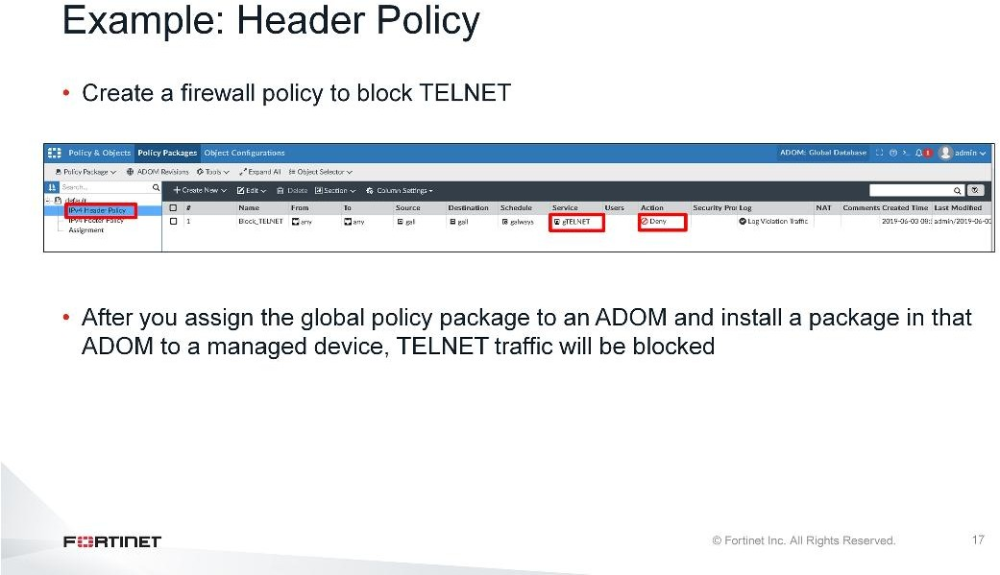 Example: Header Policy
• Create a firewall policy to block TELNET
Policy & Objects Policy Packages Object Configurations ADOM: Global Database 1 admin
Policy Package ADOM Revisions Tools Expand All Object Selector
Search... + Create New Edit Delete Section Column Settings
default
IPv4 Header Policy
IPv4 Footer Policy
Assignment
# Name From To Source Destination Schedule Service Users Action Security Pro Log NAT Comments Created Time Last Modified
1 Block_TELNET any any gall gall galways gTELNET Deny Log Violation Traffic 2019-06-03 08: admin/2019-06-0
• After you assign the global policy package to an ADOM and install a package in that
ADOM to a managed device, TELNET traffic will be blocked
FORTINET
© Fortinet Inc. All Rights Reserved.
17